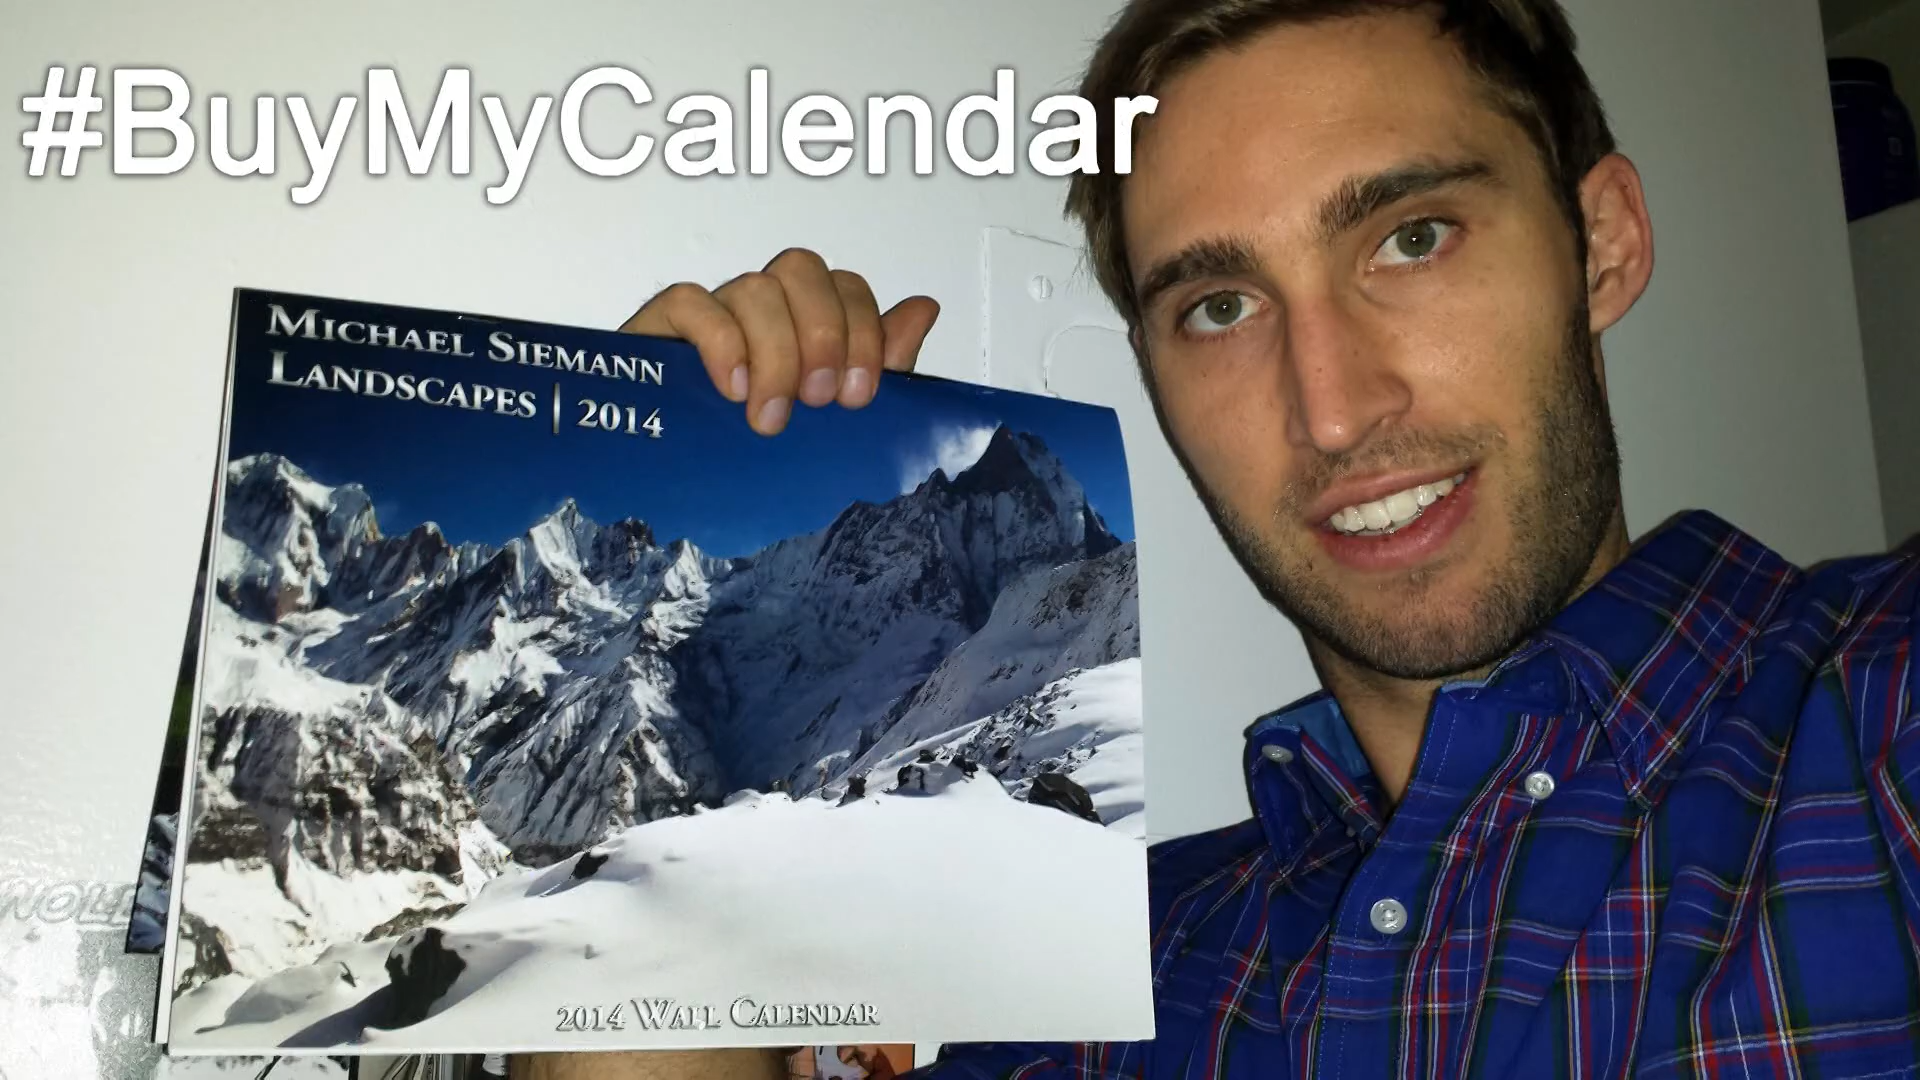 #BuyMyCalendar
MICHAEL SIEMANN
LANDSCAPES | 2014
2014 WALL CALENDAR